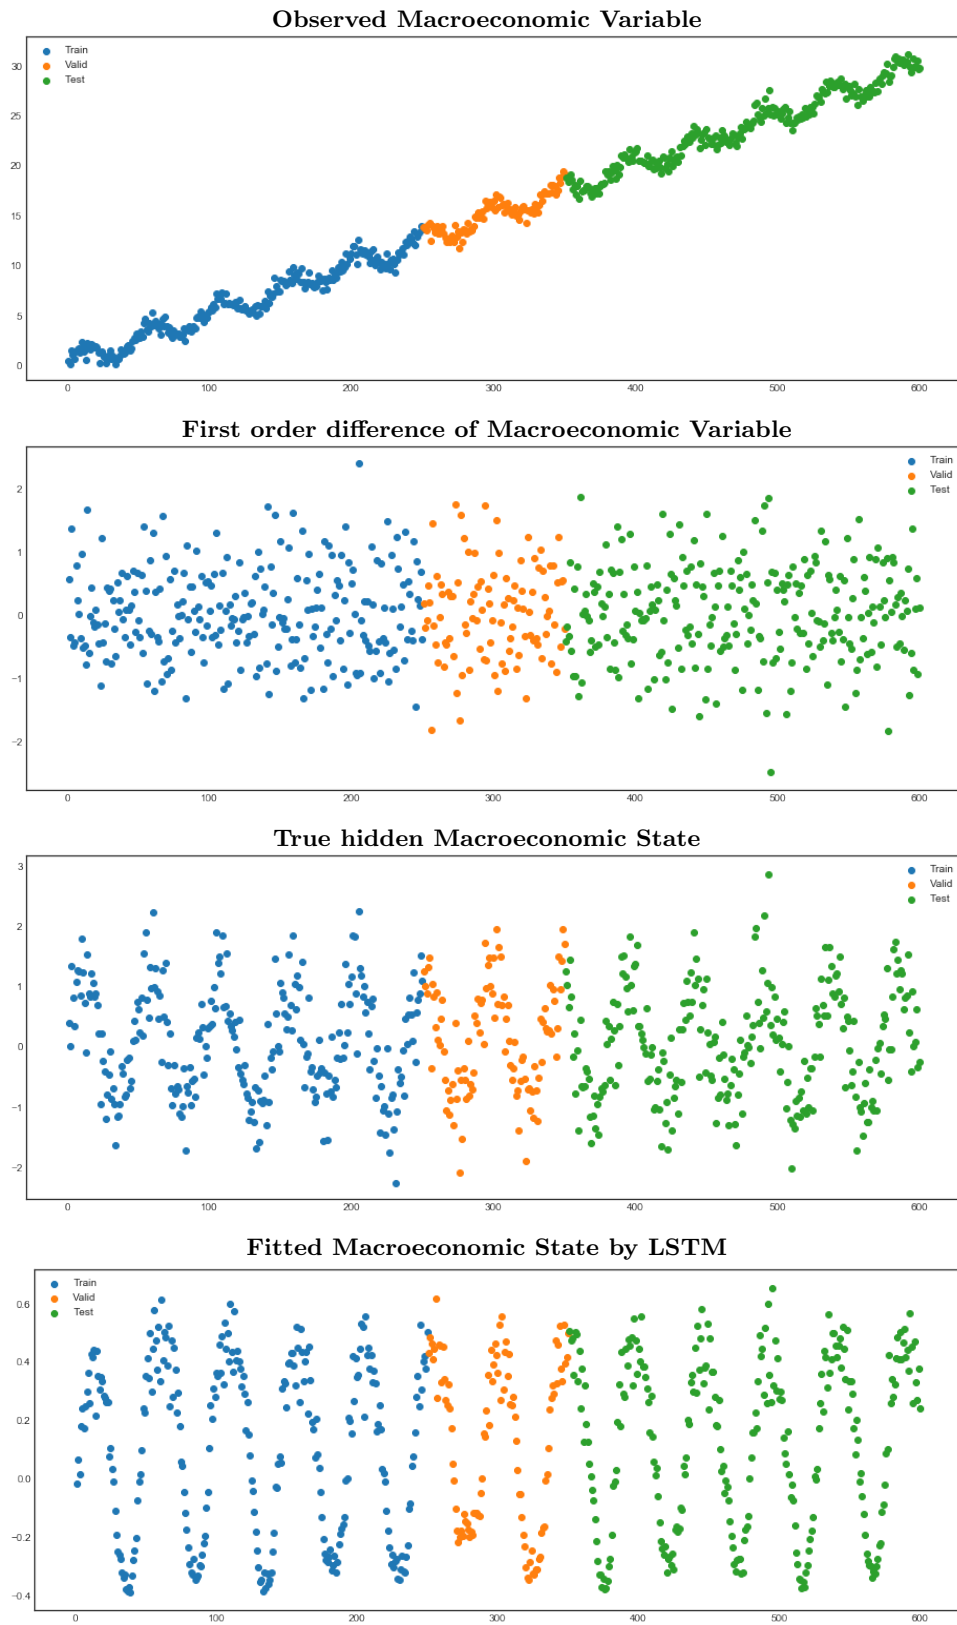 Observed Macroeconomic Variable
Train
Valid
Test
30
25
20
15
10
5
0
0 100 200 300 400 500 600
First order difference of Macroeconomic Variable
Train
Valid
Test
2
1
0
−1
−2
0 100 200 300 400 500 600
True hidden Macroeconomic State
Train
Valid
Test
3
2
1
0
−1
−2
0 100 200 300 400 500 600
Fitted Macroeconomic State by LSTM
Train
Valid
Test
0.6
0.4
0.2
0.0
−0.2
−0.4
0 100 200 300 400 500 600